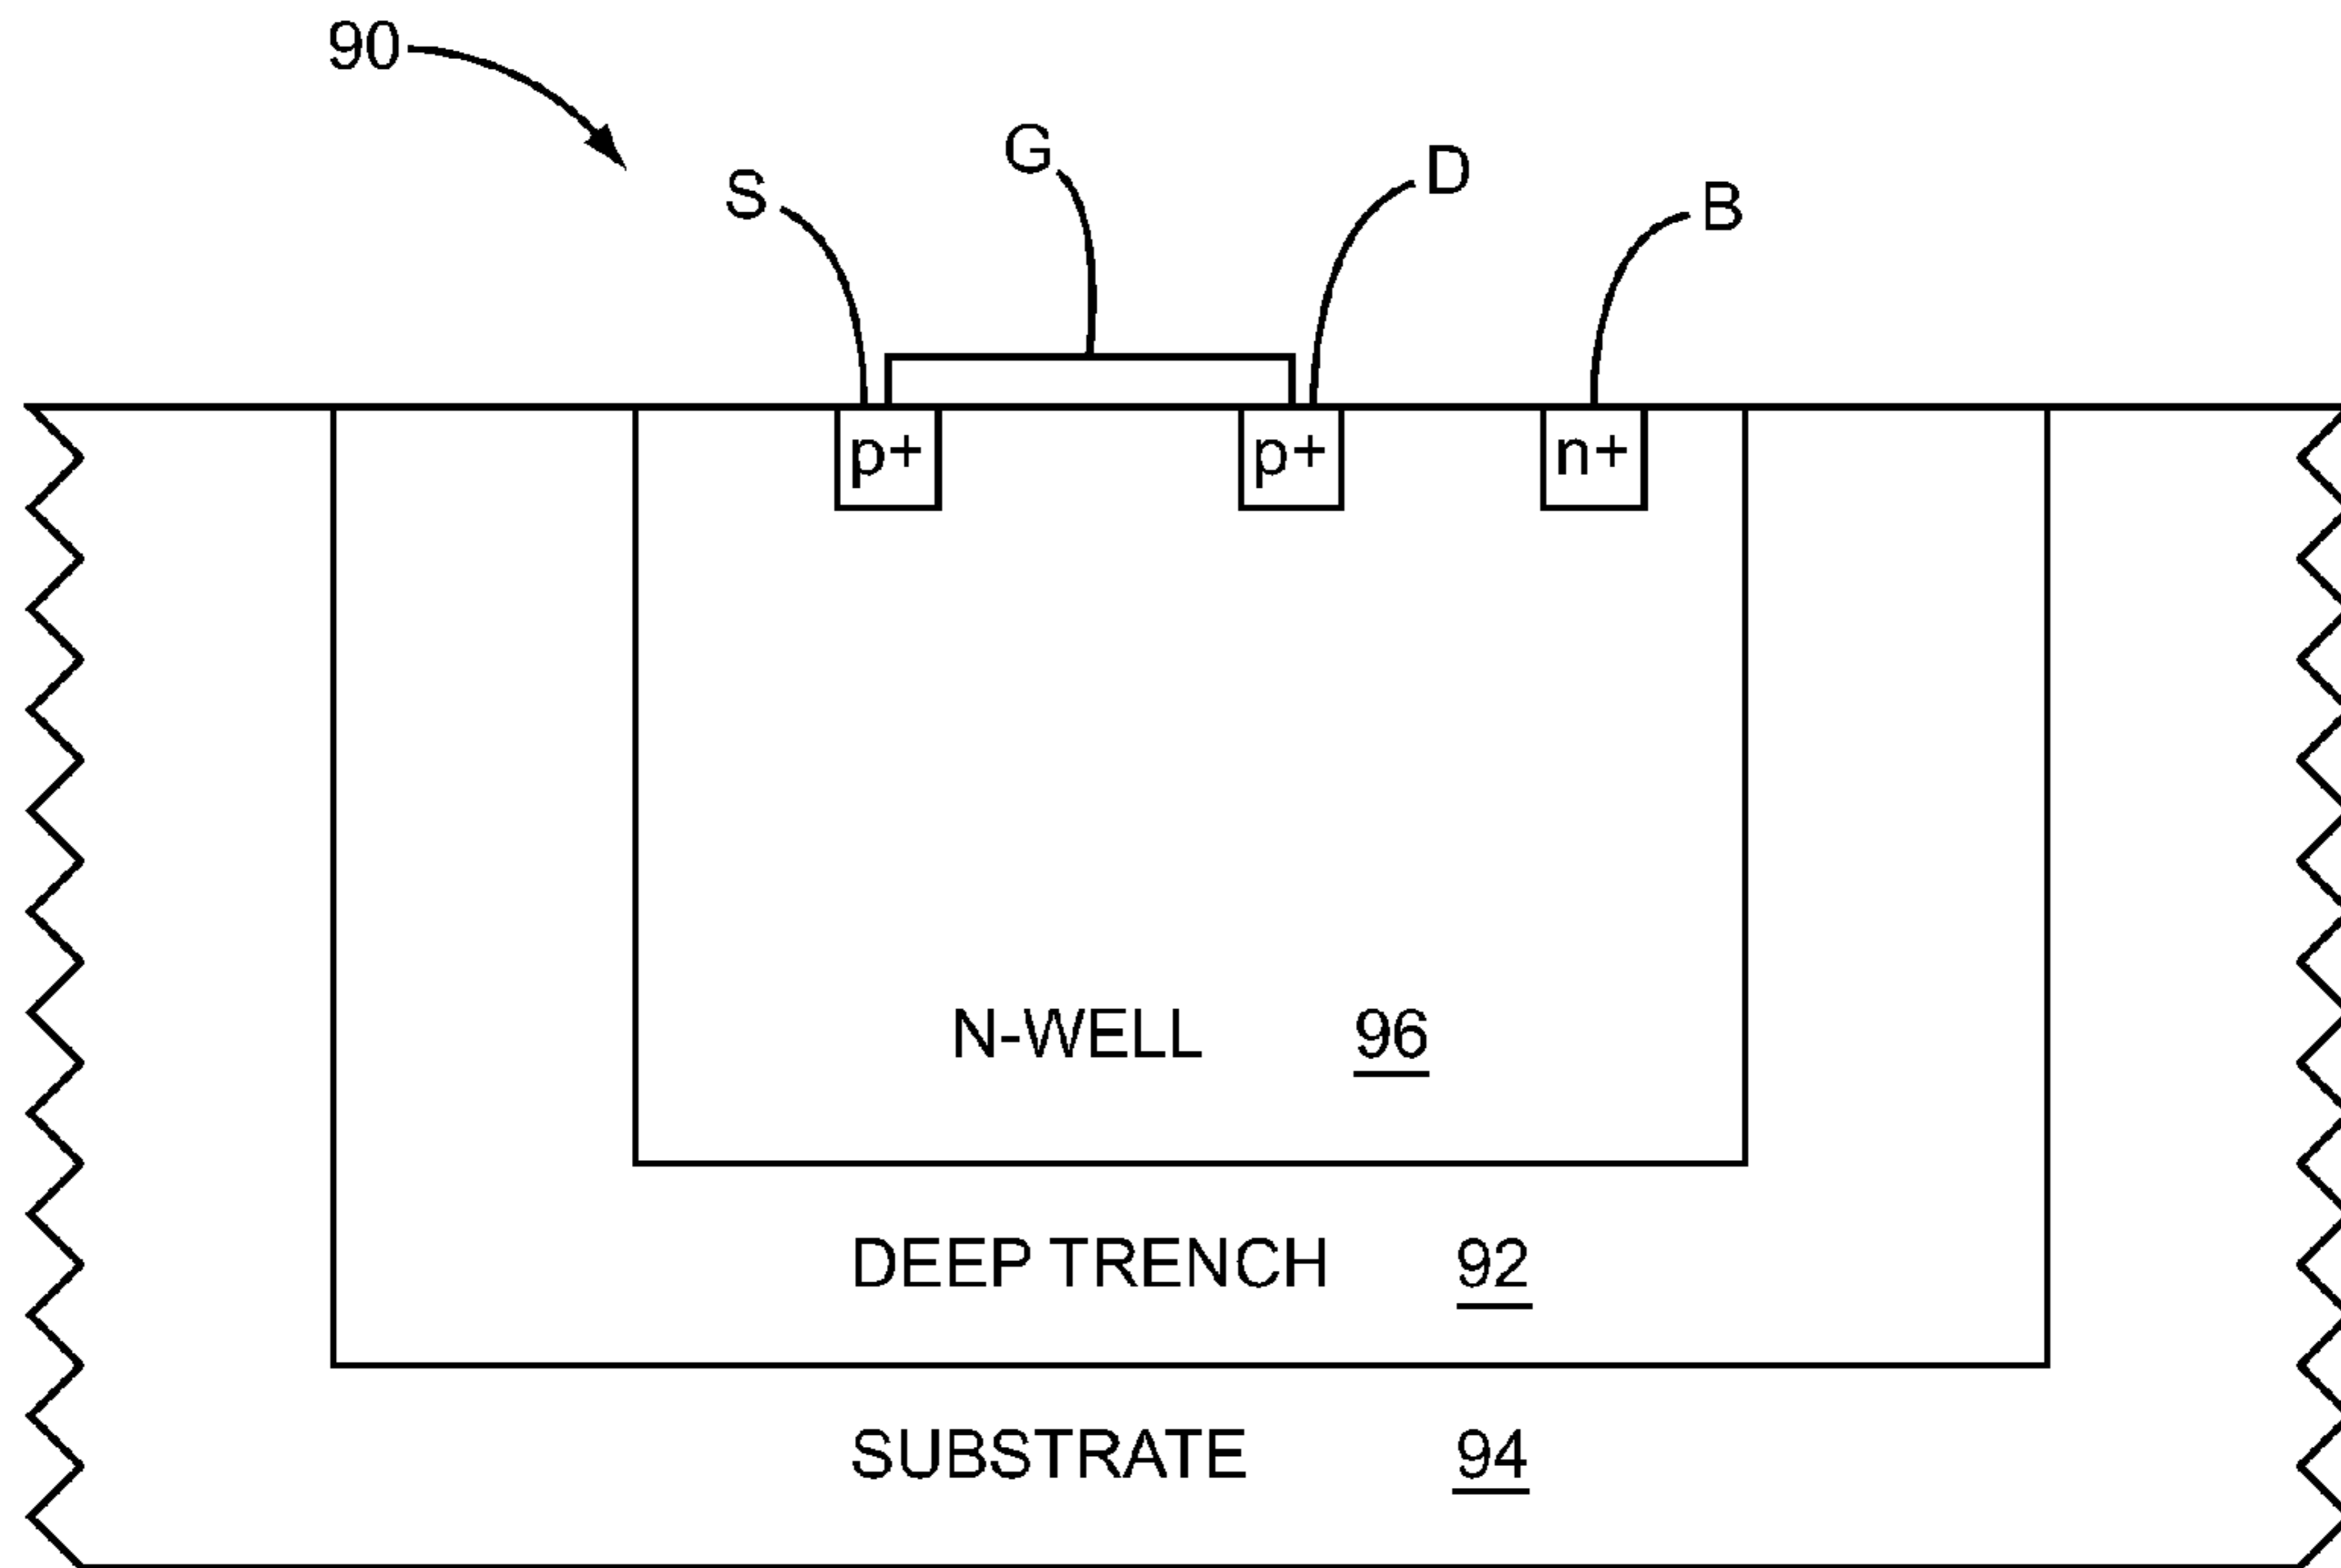 90
G
D
S
B
p+ p+ n+
N-WELL 96
DEEP TRENCH 92
SUBSTRATE 94